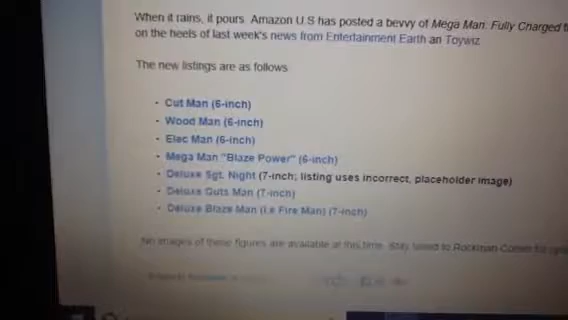 When it rains, it pours. Amazon U.S has posted a bevvy of Mega Man: Fully Charged
on the heels of last week's news from Entertainment Earth an Toywiz
The new listings are as follows
• Cut Man (6-inch)
• Wood Man (6-inch)
• Elec Man (6-inch)
• Mega Man "Blaze Power" (6-inch)
• Deluxe Sgt. Night (7-inch; listing uses incorrect, placeholder image)
• Deluxe Guts Man (7-inch)
• Deluxe Blaze Man (i.e Fire Man) (7-inch)
No images of these figures are available at this time. Stay tuned to Rockman Corner for